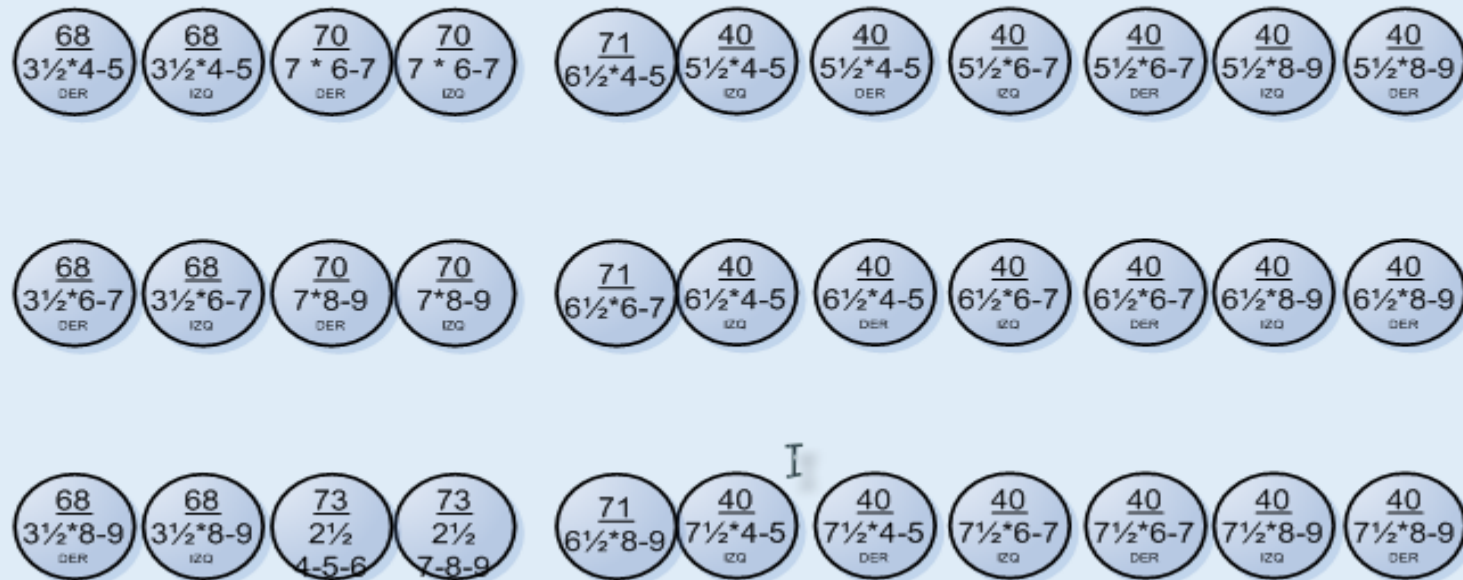 68 68 70 70 71 40 40 40 40 40 40
3½*4-5 3½*4-5 7 * 6-7 7 * 6-7 6½*4-5 5½*4-5 5½*4-5 5½*6-7 5½*6-7 5½*8-9 5½*8-9
DER IZQ DER IZQ IZQ DER IZQ DER IZQ DER
68 68 70 70 71 40 40 40 40 40 40
3½*6-7 3½*6-7 7*8-9 7*8-9 6½*6-7 6½*4-5 6½*4-5 6½*6-7 6½*6-7 6½*8-9 6½*8-9
DER IZQ DER IZQ IZQ DER IZQ DER IZQ DER
68 68 73 73 71 40 40 40 40 40 40
3½*8-9 3½*8-9 2½ 2½ 6½*8-9 7½*4-5 7½*4-5 7½*6-7 7½*6-7 7½*8-9 7½*8-9
DER IZQ 4-5-6 7-8-9 IZQ DER IZQ DER IZQ DER